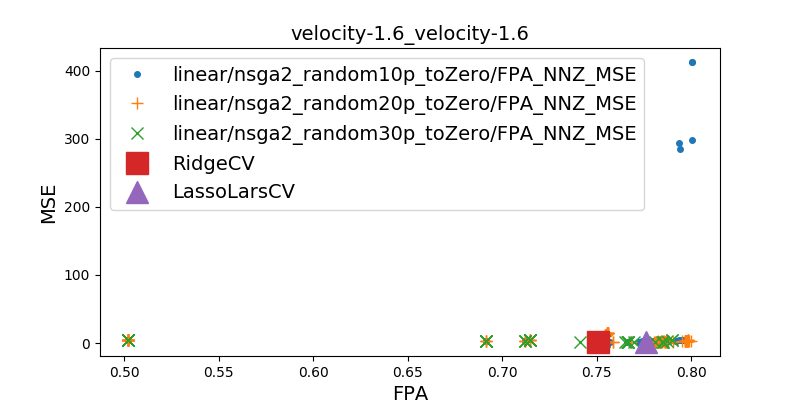 velocity-1.6_velocity-1.6
linear/nsga2_random10p_toZero/FPA_NNZ_MSE
linear/nsga2_random20p_toZero/FPA_NNZ_MSE
linear/nsga2_random30p_toZero/FPA_NNZ_MSE
RidgeCV
LassoLarsCV
MSE
400
300
200
100
0
0.50 0.55 0.60 0.65 0.70 0.75 0.80
FPA